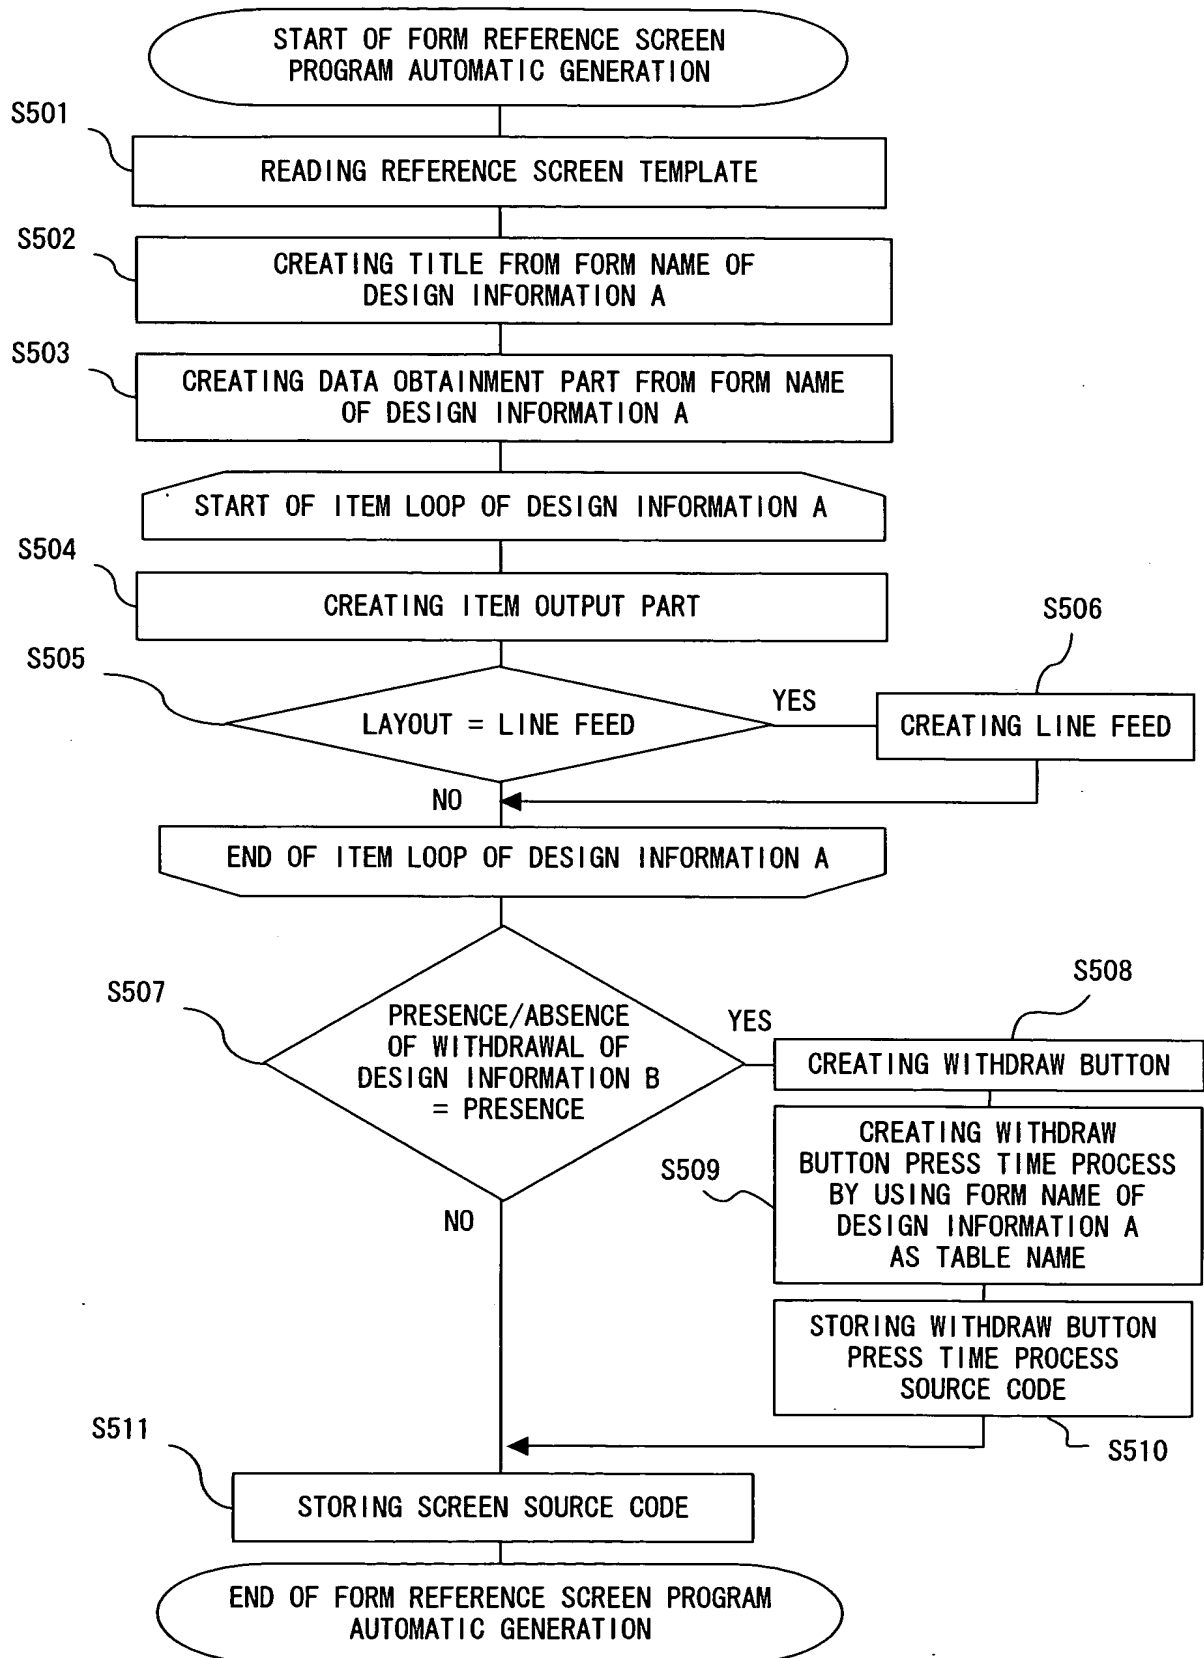 START OF FORM REFERENCE SCREEN
PROGRAM AUTOMATIC GENERATION
S501
READING REFERENCE SCREEN TEMPLATE
S502
CREATING TITLE FROM FORM NAME OF
DESIGN INFORMATION A
S503
CREATING DATA OBTAINMENT PART FROM FORM NAME
OF DESIGN INFORMATION A
START OF ITEM LOOP OF DESIGN INFORMATION A
S504
CREATING ITEM OUTPUT PART
S505
LAYOUT = LINE FEED
YES
S506
CREATING LINE FEED
NO
END OF ITEM LOOP OF DESIGN INFORMATION A
S507
PRESENCE/ABSENCE
OF WITHDRAWAL OF
DESIGN INFORMATION B
= PRESENCE
YES
S508
CREATING WITHDRAW BUTTON
S509
CREATING WITHDRAW
BUTTON PRESS TIME PROCESS
BY USING FORM NAME OF
DESIGN INFORMATION A
AS TABLE NAME
NO
STORING WITHDRAW BUTTON
PRESS TIME PROCESS
SOURCE CODE
S510
S511
STORING SCREEN SOURCE CODE
END OF FORM REFERENCE SCREEN PROGRAM
AUTOMATIC GENERATION